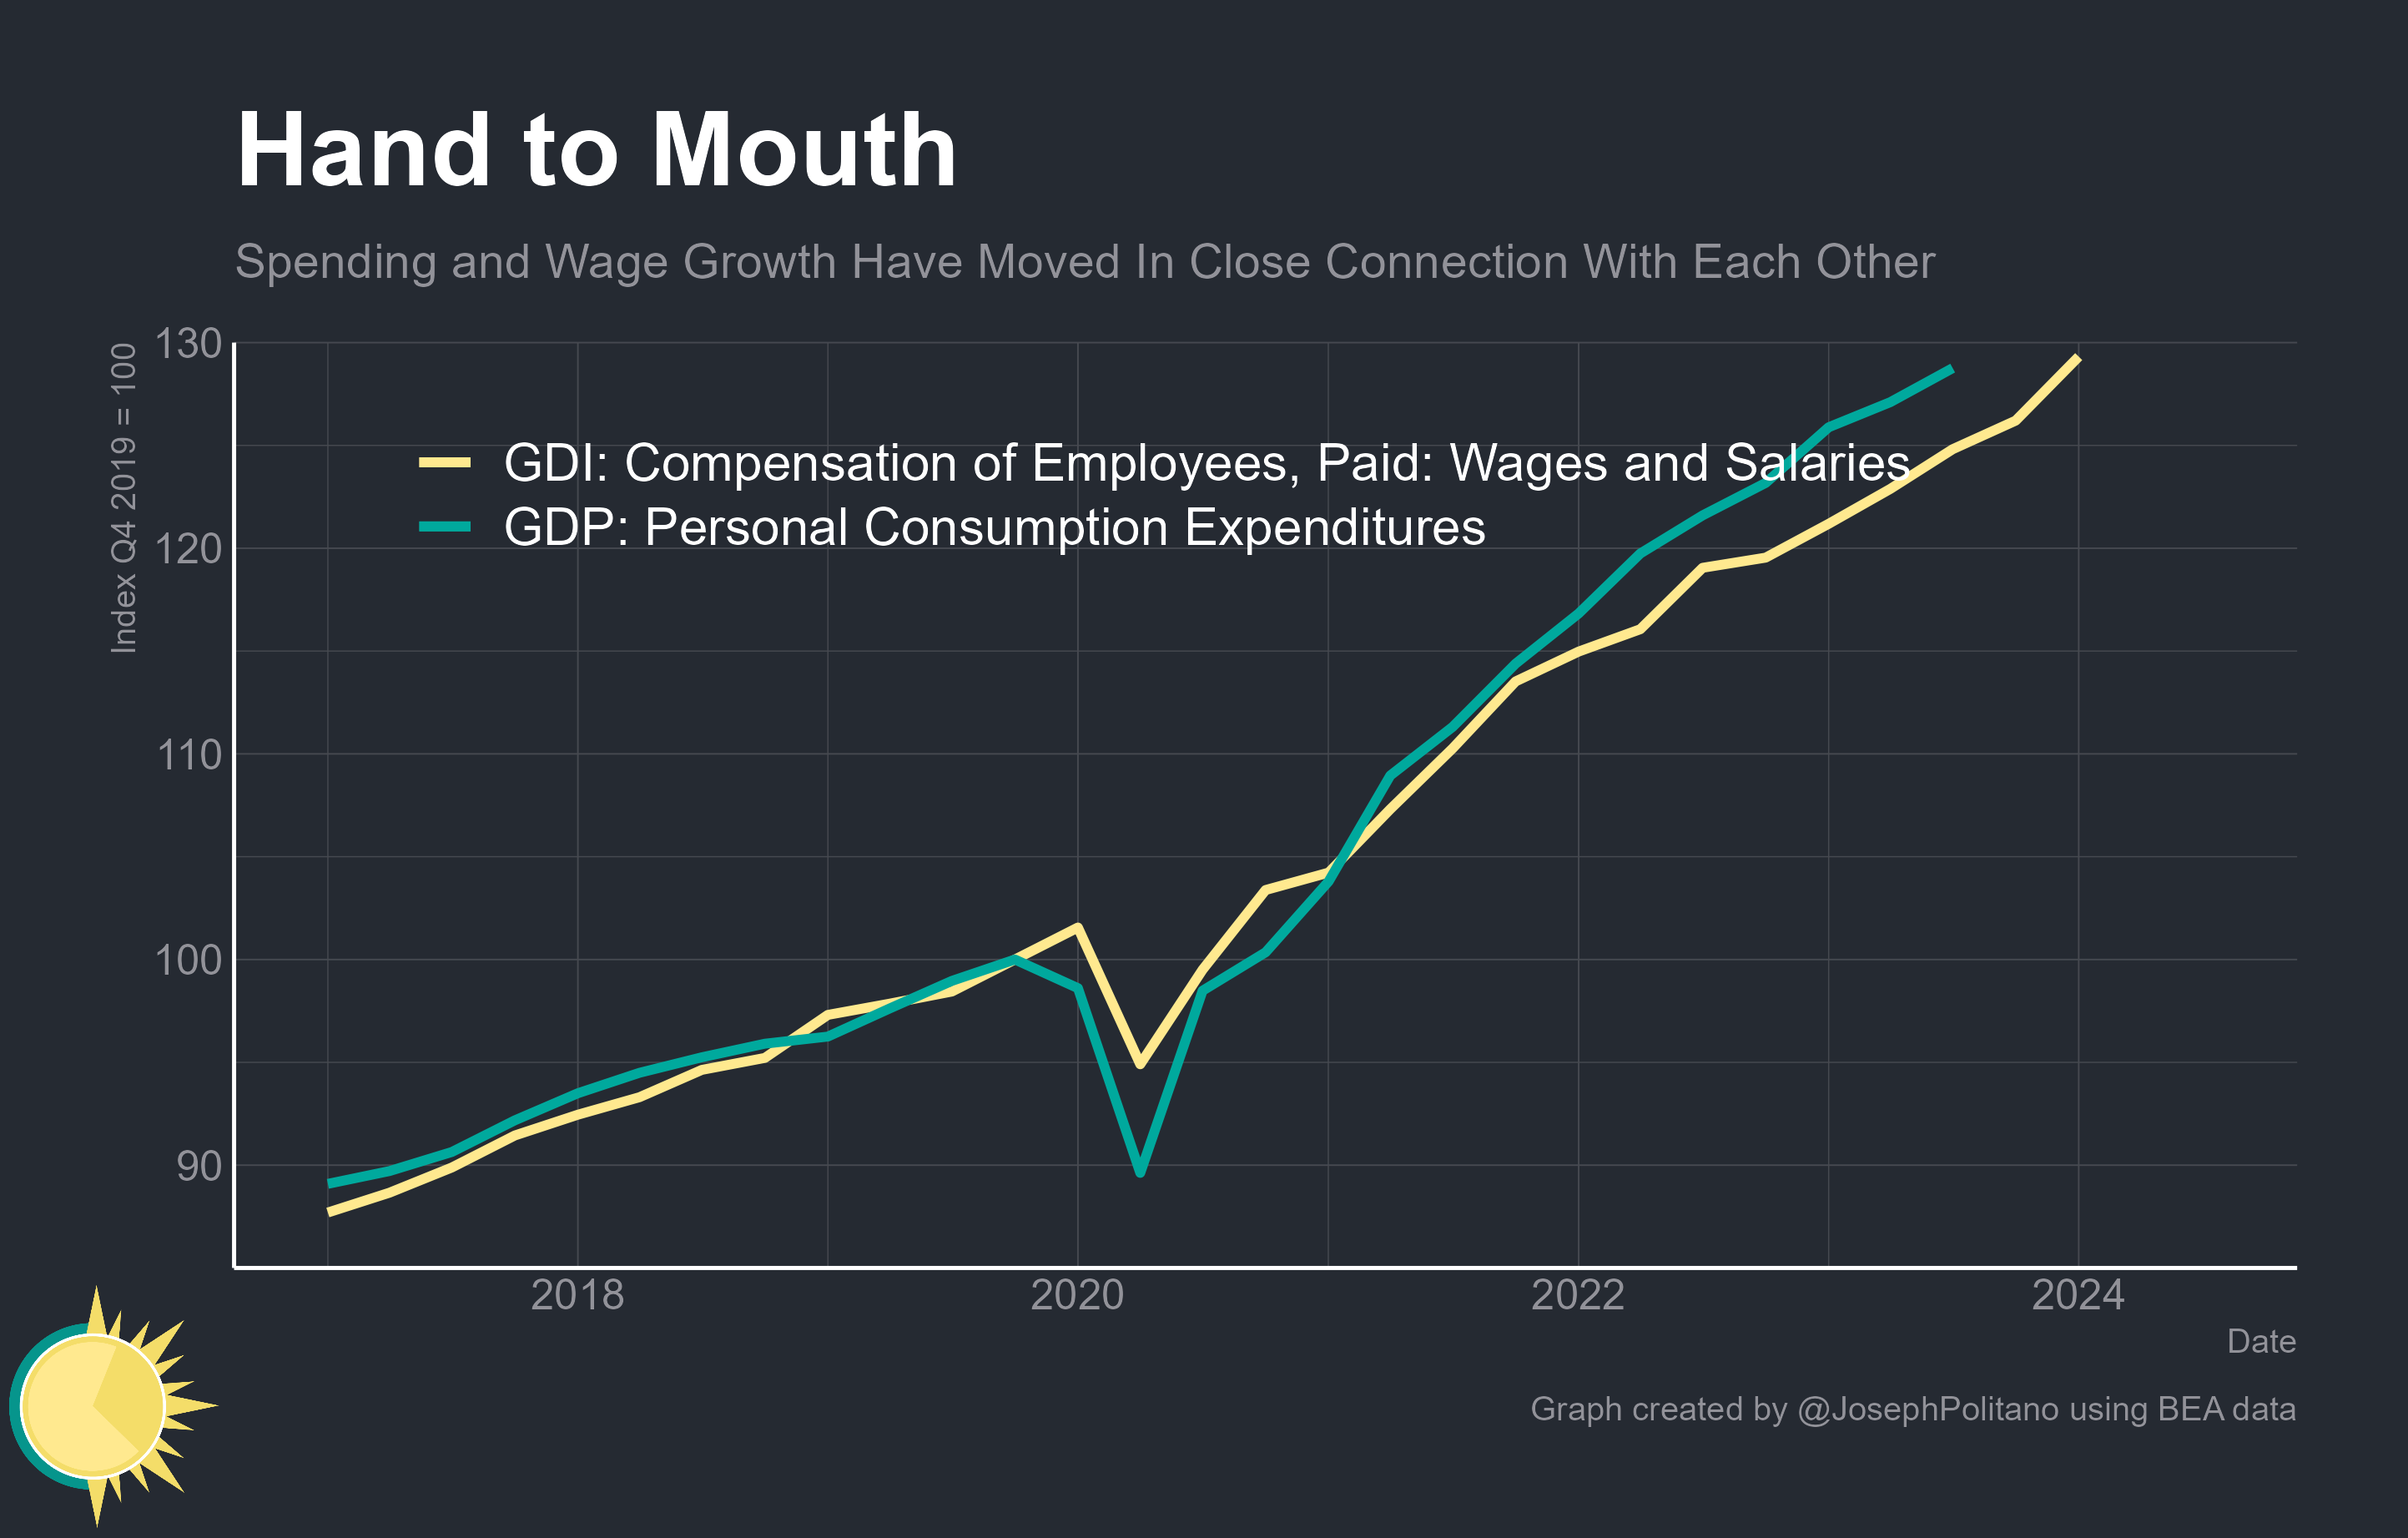 Hand to Mouth
Spending and Wage Growth Have Moved In Close Connection With Each Other
Index Q4 2019 = 100
130
120
110
100
90
GDI: Compensation of Employees, Paid: Wages and Salaries
GDP: Personal Consumption Expenditures
2018
2020
2022
2024
Date
Graph created by @JosephPolitano using BEA data